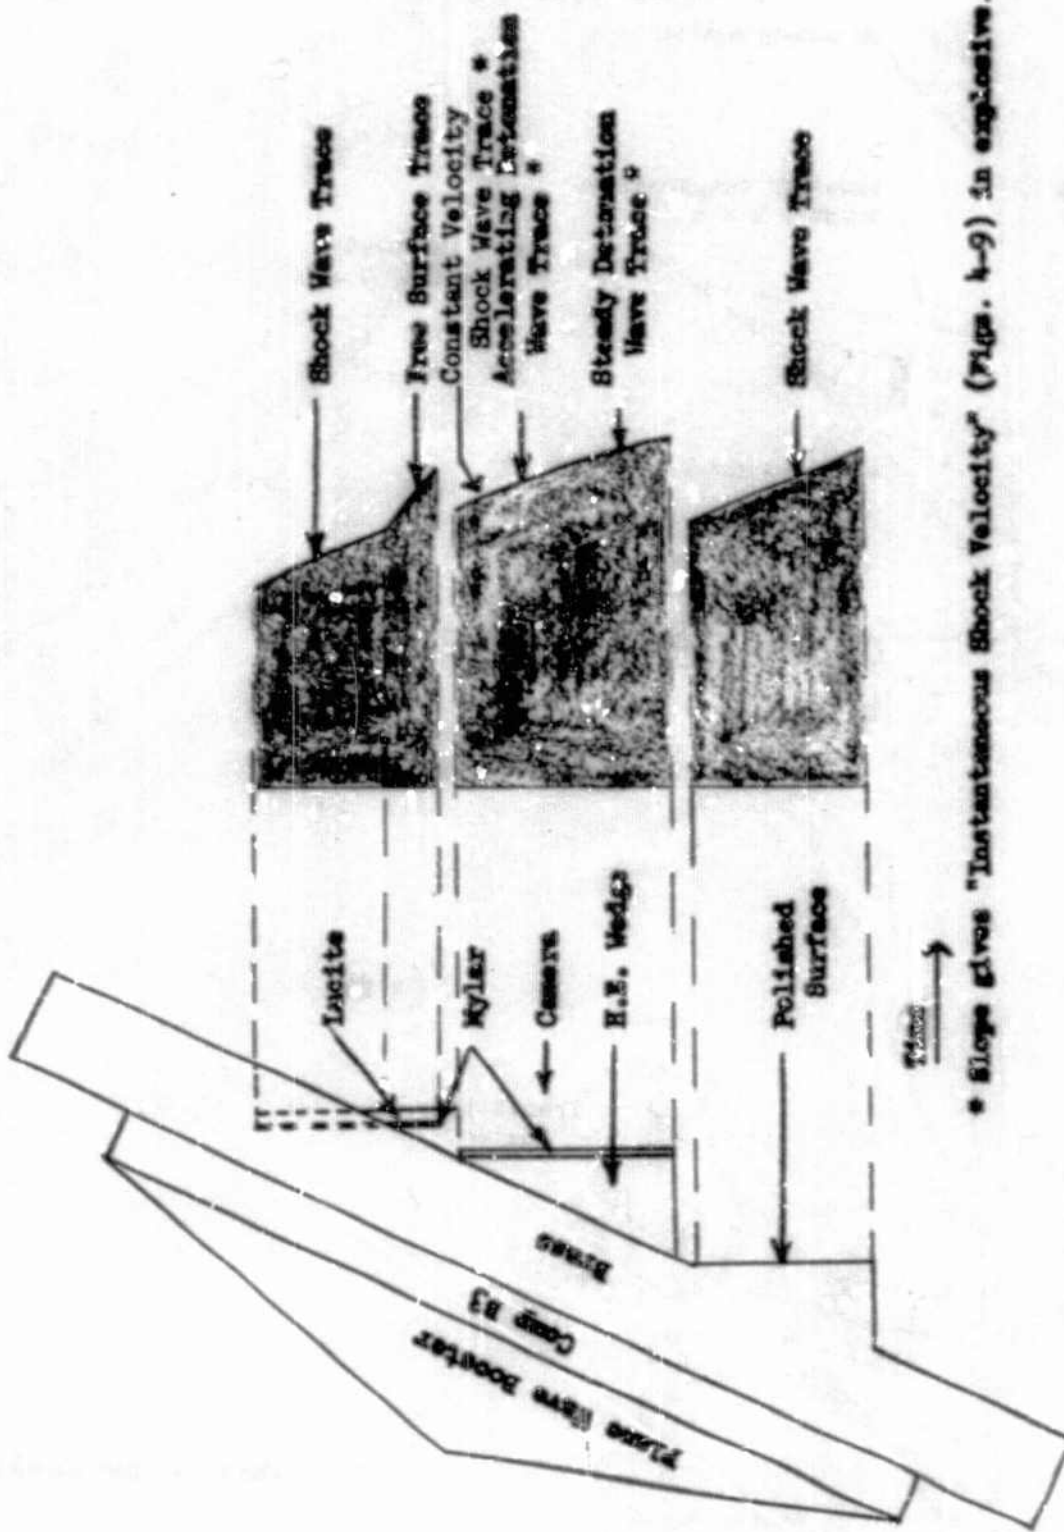 Shock Wave Trace
Free Surface Trace
Constant Velocity
Shock Wave Trace *
Accelerating Detonation
Wave Trace *
Steady Detonation
Wave Trace *
Shock Wave Trace
Lucite
Mylar
Camera
H.E. Wedge
Polished
Surface
Brass
Comp B3
Plane Wave Booster
Time
* Slope gives "Instantaneous Shock Velocity" (Figs. 4-9) in explosive.